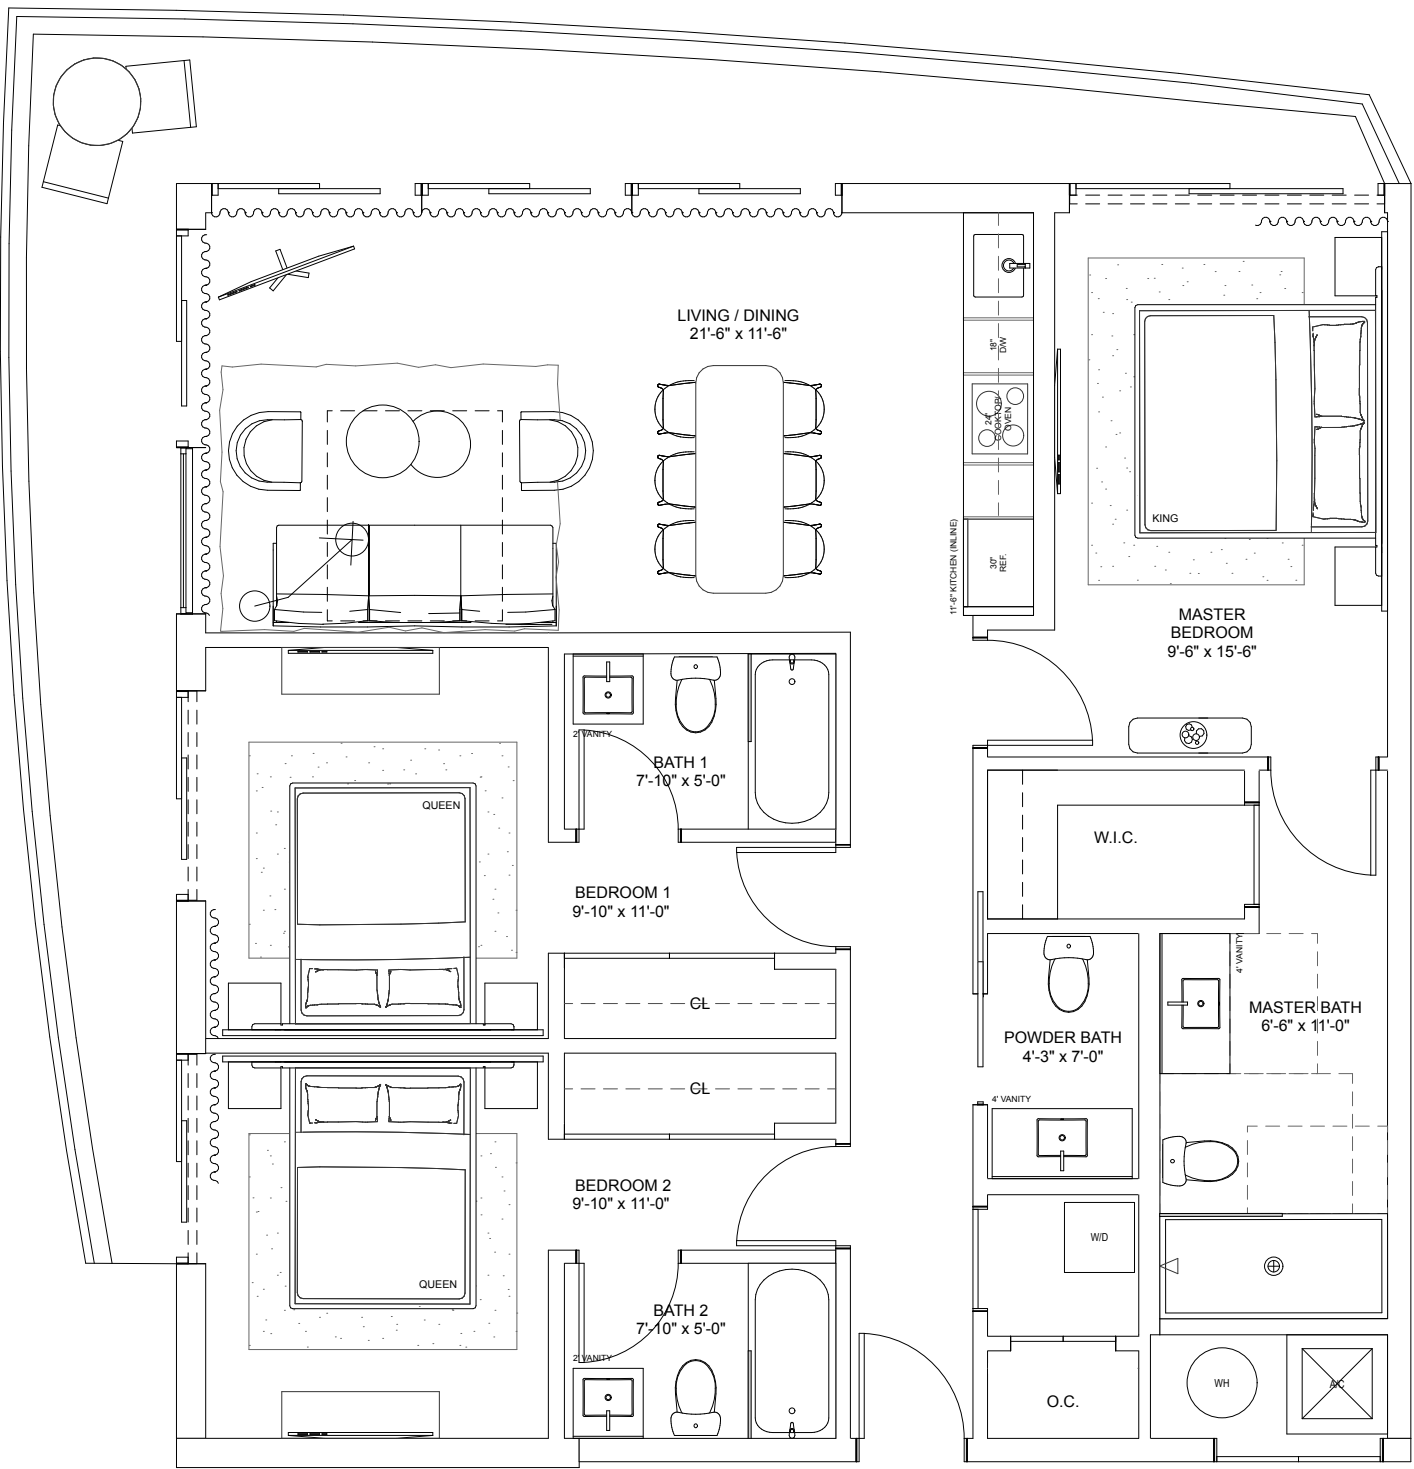 LIVING / DINING
21'-6" x 11'-6"
18"
D/W
24"
COOKTOP/
OVEN
30"
REF.
11'-6" KITCHEN (INLINE)
KING
MASTER
BEDROOM
9'-6" x 15'-6"
2' VANITY
BATH 1
7'-10" x 5'-0"
QUEEN
BEDROOM 1
9'-10" x 11'-0"
W.I.C.
CL
4' VANITY
MASTER BATH
6'-6" x 11'-0"
POWDER BATH
4'-3" x 7'-0"
4' VANITY
CL
BEDROOM 2
9'-10" x 11'-0"
W/D
QUEEN
BATH 2
7'-10" x 5'-0"
2' VANITY
O.C.
WH
A/C